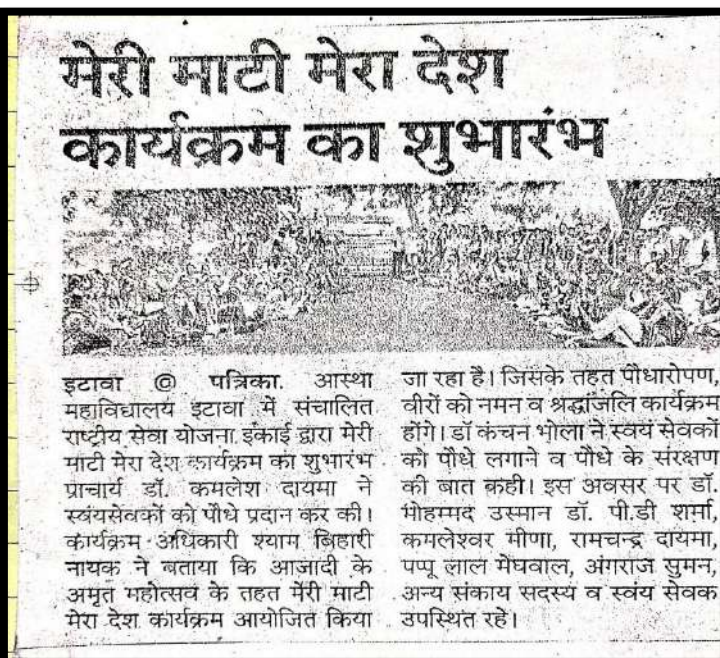 मेरी माटी मेरा देश
कार्यक्रम का शुभारंभ
इटावा @ पत्रिका. आस्था
महाविद्यालय इटावा में संचालित
राष्ट्रीय सेवा योजना इकाई द्वारा मेरी
माटी मेरा देश कार्यक्रम का शुभारंभ
प्राचार्य डॉ. कमलेश दायमा ने
स्वंयसेवकों को पौधे प्रदान कर की।
कार्यक्रम अधिकारी श्याम बिहारी
नायक ने बताया कि आजादी के
अमृत महोत्सव के तहत मेरी माटी
मेरा देश कार्यक्रम आयोजित किया
जा रहा है। जिसके तहत पौधारोपण,
वीरों को नमन व श्रद्धांजलि कार्यक्रम
होंगे। डॉ कंचन भोला ने स्वयं सेवकों
को पौधे लगाने व पौधे के संरक्षण
की बात कही। इस अवसर पर डॉ.
मोहम्मद उस्मान डॉ. पी.डी शर्मा,
कमलेश्वर मीणा, रामचन्द्र दायमा,
पप्पू लाल मेघवाल, अंगराज सुमन,
अन्य संकाय सदस्य व स्वंय सेवक
उपस्थित रहे।